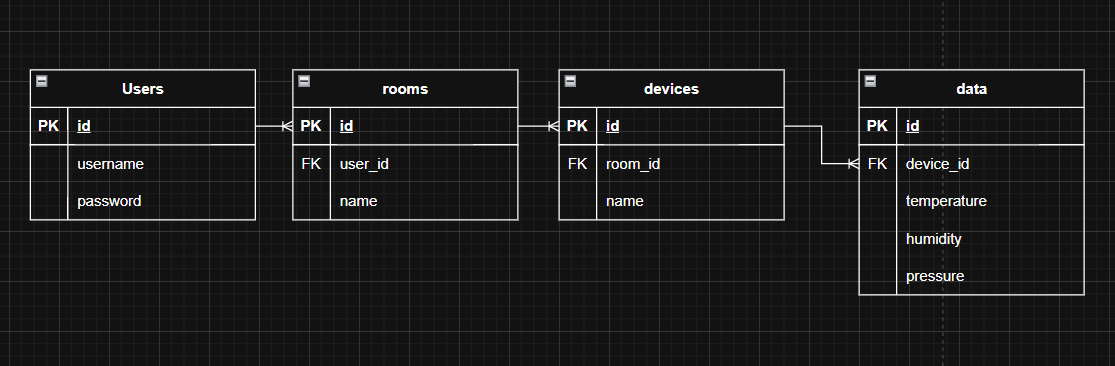 Users
PK id
username
password
rooms
PK id
FK user_id
name
devices
PK id
FK room_id
name
data
PK id
FK device_id
temperature
humidity
pressure